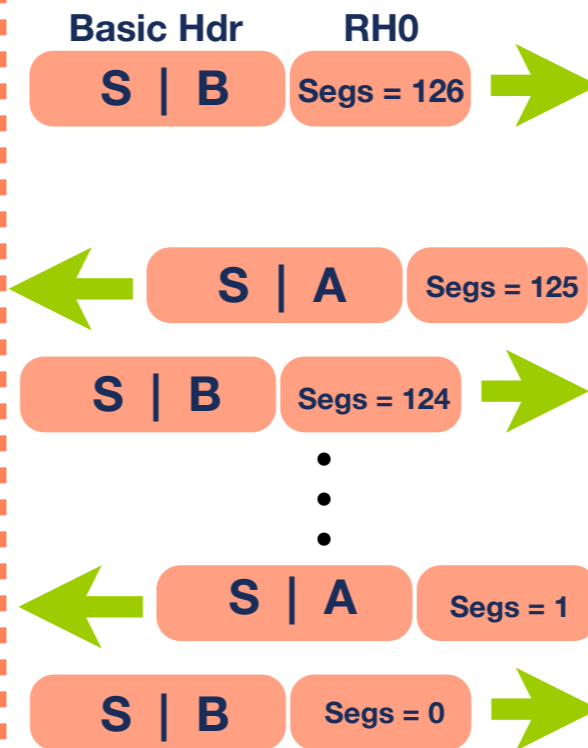 Basic Hdr RH0
S | B Segs = 126
S | A Segs = 125
S | B Segs = 124
S | A Segs = 1
S | B Segs = 0